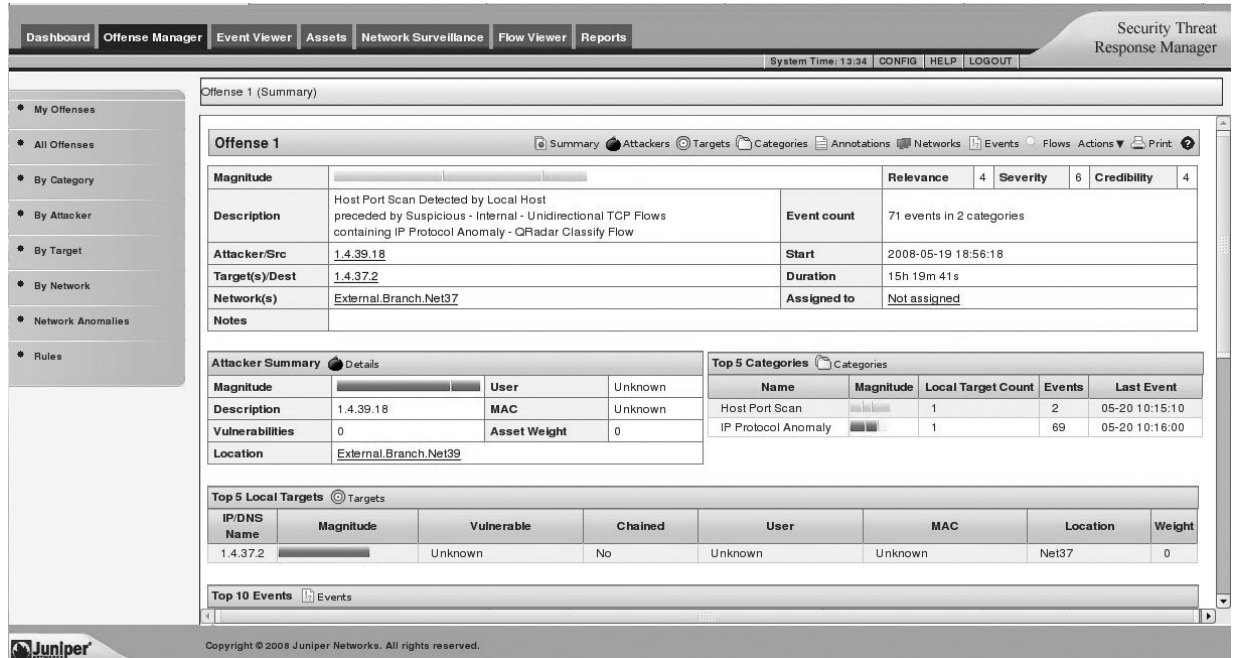 Security Threat
Response Manager
Dashboard Offense Manager Event Viewer Assets Network Surveillance Flow Viewer Reports
System Time: 13:34 CONFIG HELP LOGOUT
My Offenses
All Offenses
By Category
By Attacker
By Target
By Network
Network Anomalies
Rules
Offense 1 (Summary)
Offense 1 Summary Attackers Targets Categories Annotations Networks Events Flows Actions▼ Print ?
Magnitude Relevance 4 Severity 6 Credibility 4
Description
Host Port Scan Detected by Local Host
preceded by Suspicious - Internal - Unidirectional TCP Flows
containing IP Protocol Anomaly - QRadar Classify Flow
Event count 71 events in 2 categories
Attacker/Src 1.4.39.18 Start 2008-05-19 18:56:18
Target(s)/Dest 1.4.37.2 Duration 15h 19m 41s
Network(s) External.Branch.Net37 Assigned to Not assigned
Notes
Attacker Summary Details
Magnitude User Unknown
Description 1.4.39.18 MAC Unknown
Vulnerabilities 0 Asset Weight 0
Location External.Branch.Net39
Top 5 Categories Categories
Name Magnitude Local Target Count Events Last Event
Host Port Scan 1 2 05-20 10:15:10
IP Protocol Anomaly 1 69 05-20 10:16:00
Top 5 Local Targets Targets
IP/DNS Name Magnitude Vulnerable Chained User MAC Location Weight
1.4.37.2 Unknown No Unknown Unknown Net37 0
Top 10 Events Events
Juniper
Copyright © 2008 Juniper Networks. All rights reserved.